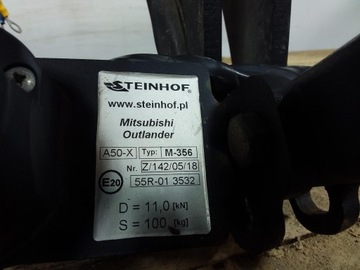 STEINHOF
www.steinhof.pl
Mitsubishi
Outlander
A50-X Typ: M-356
Nr. Z/142/05/18
E20 55R-01 3532
D = 11,0 [kN]
S = 100 [kg]